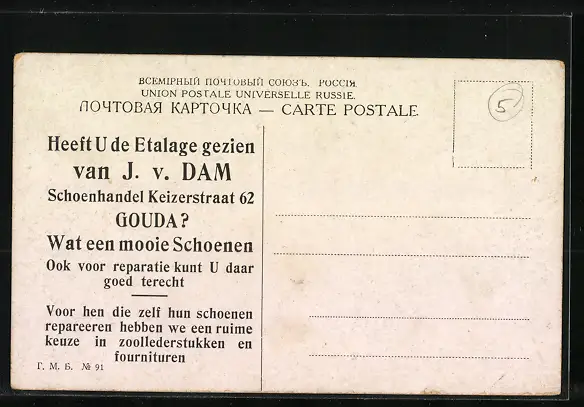 ВСЕМІРНЫЙ ПОЧТОВЫЙ СОЮЗЪ. РОССІЯ.
UNION POSTALE UNIVERSELLE RUSSIE.
ПОЧТОВАЯ КАРТОЧКА — CARTE POSTALE.
5
Heeft U de Etalage gezien
van J. v. DAM
Schoenhandel Keizerstraat 62
GOUDA?
Wat een mooie Schoenen
Ook voor reparatie kunt U daar
goed terecht
Voor hen die zelf hun schoenen
repareeren hebben we een ruime
keuze in zoollederstukken en
fournituren
Г. М. Б. № 91